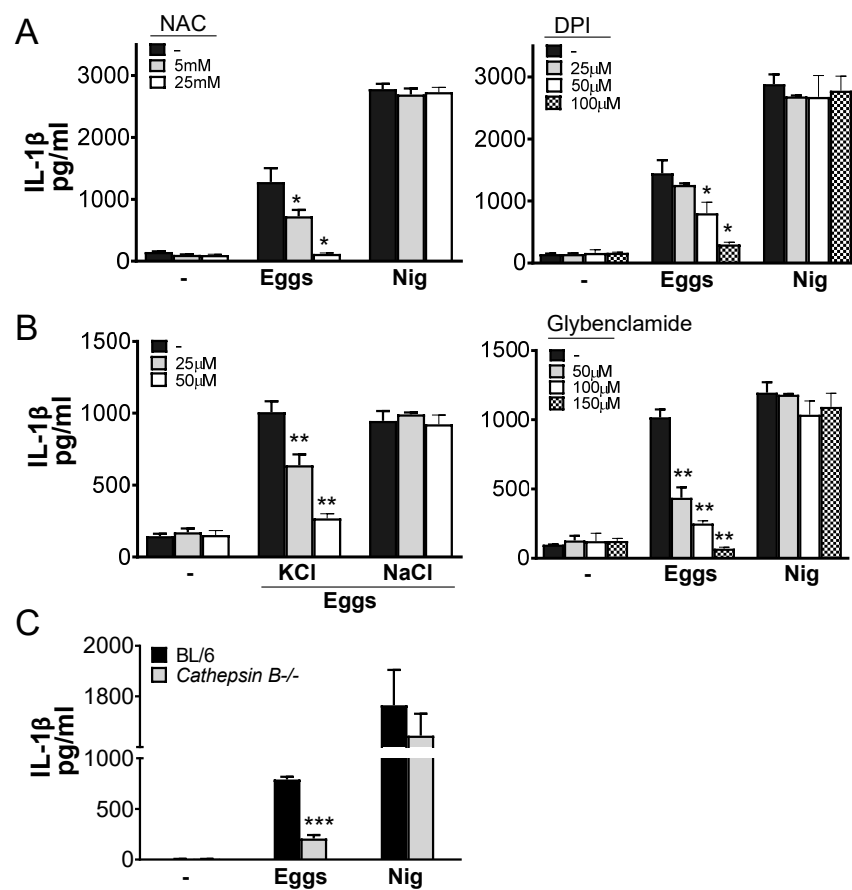 A
NAC
-
5mM
25mM
IL-1β
pg/ml
3000
2000
1000
0
*
*
-
Eggs
Nig
DPI
-
25μM
50μM
100μM
3000
2000
1000
0
*
*
-
Eggs
Nig
B
-
25μM
50μM
IL-1β
pg/ml
1500
1000
500
0
**
**
-
KCl
NaCl
Eggs
Glybenclamide
-
50μM
100μM
150μM
1500
1000
500
0
**
**
**
-
Eggs
Nig
C
BL/6
Cathepsin B-/-
IL-1β
pg/ml
2000
1800
1000
500
0
***
-
Eggs
Nig